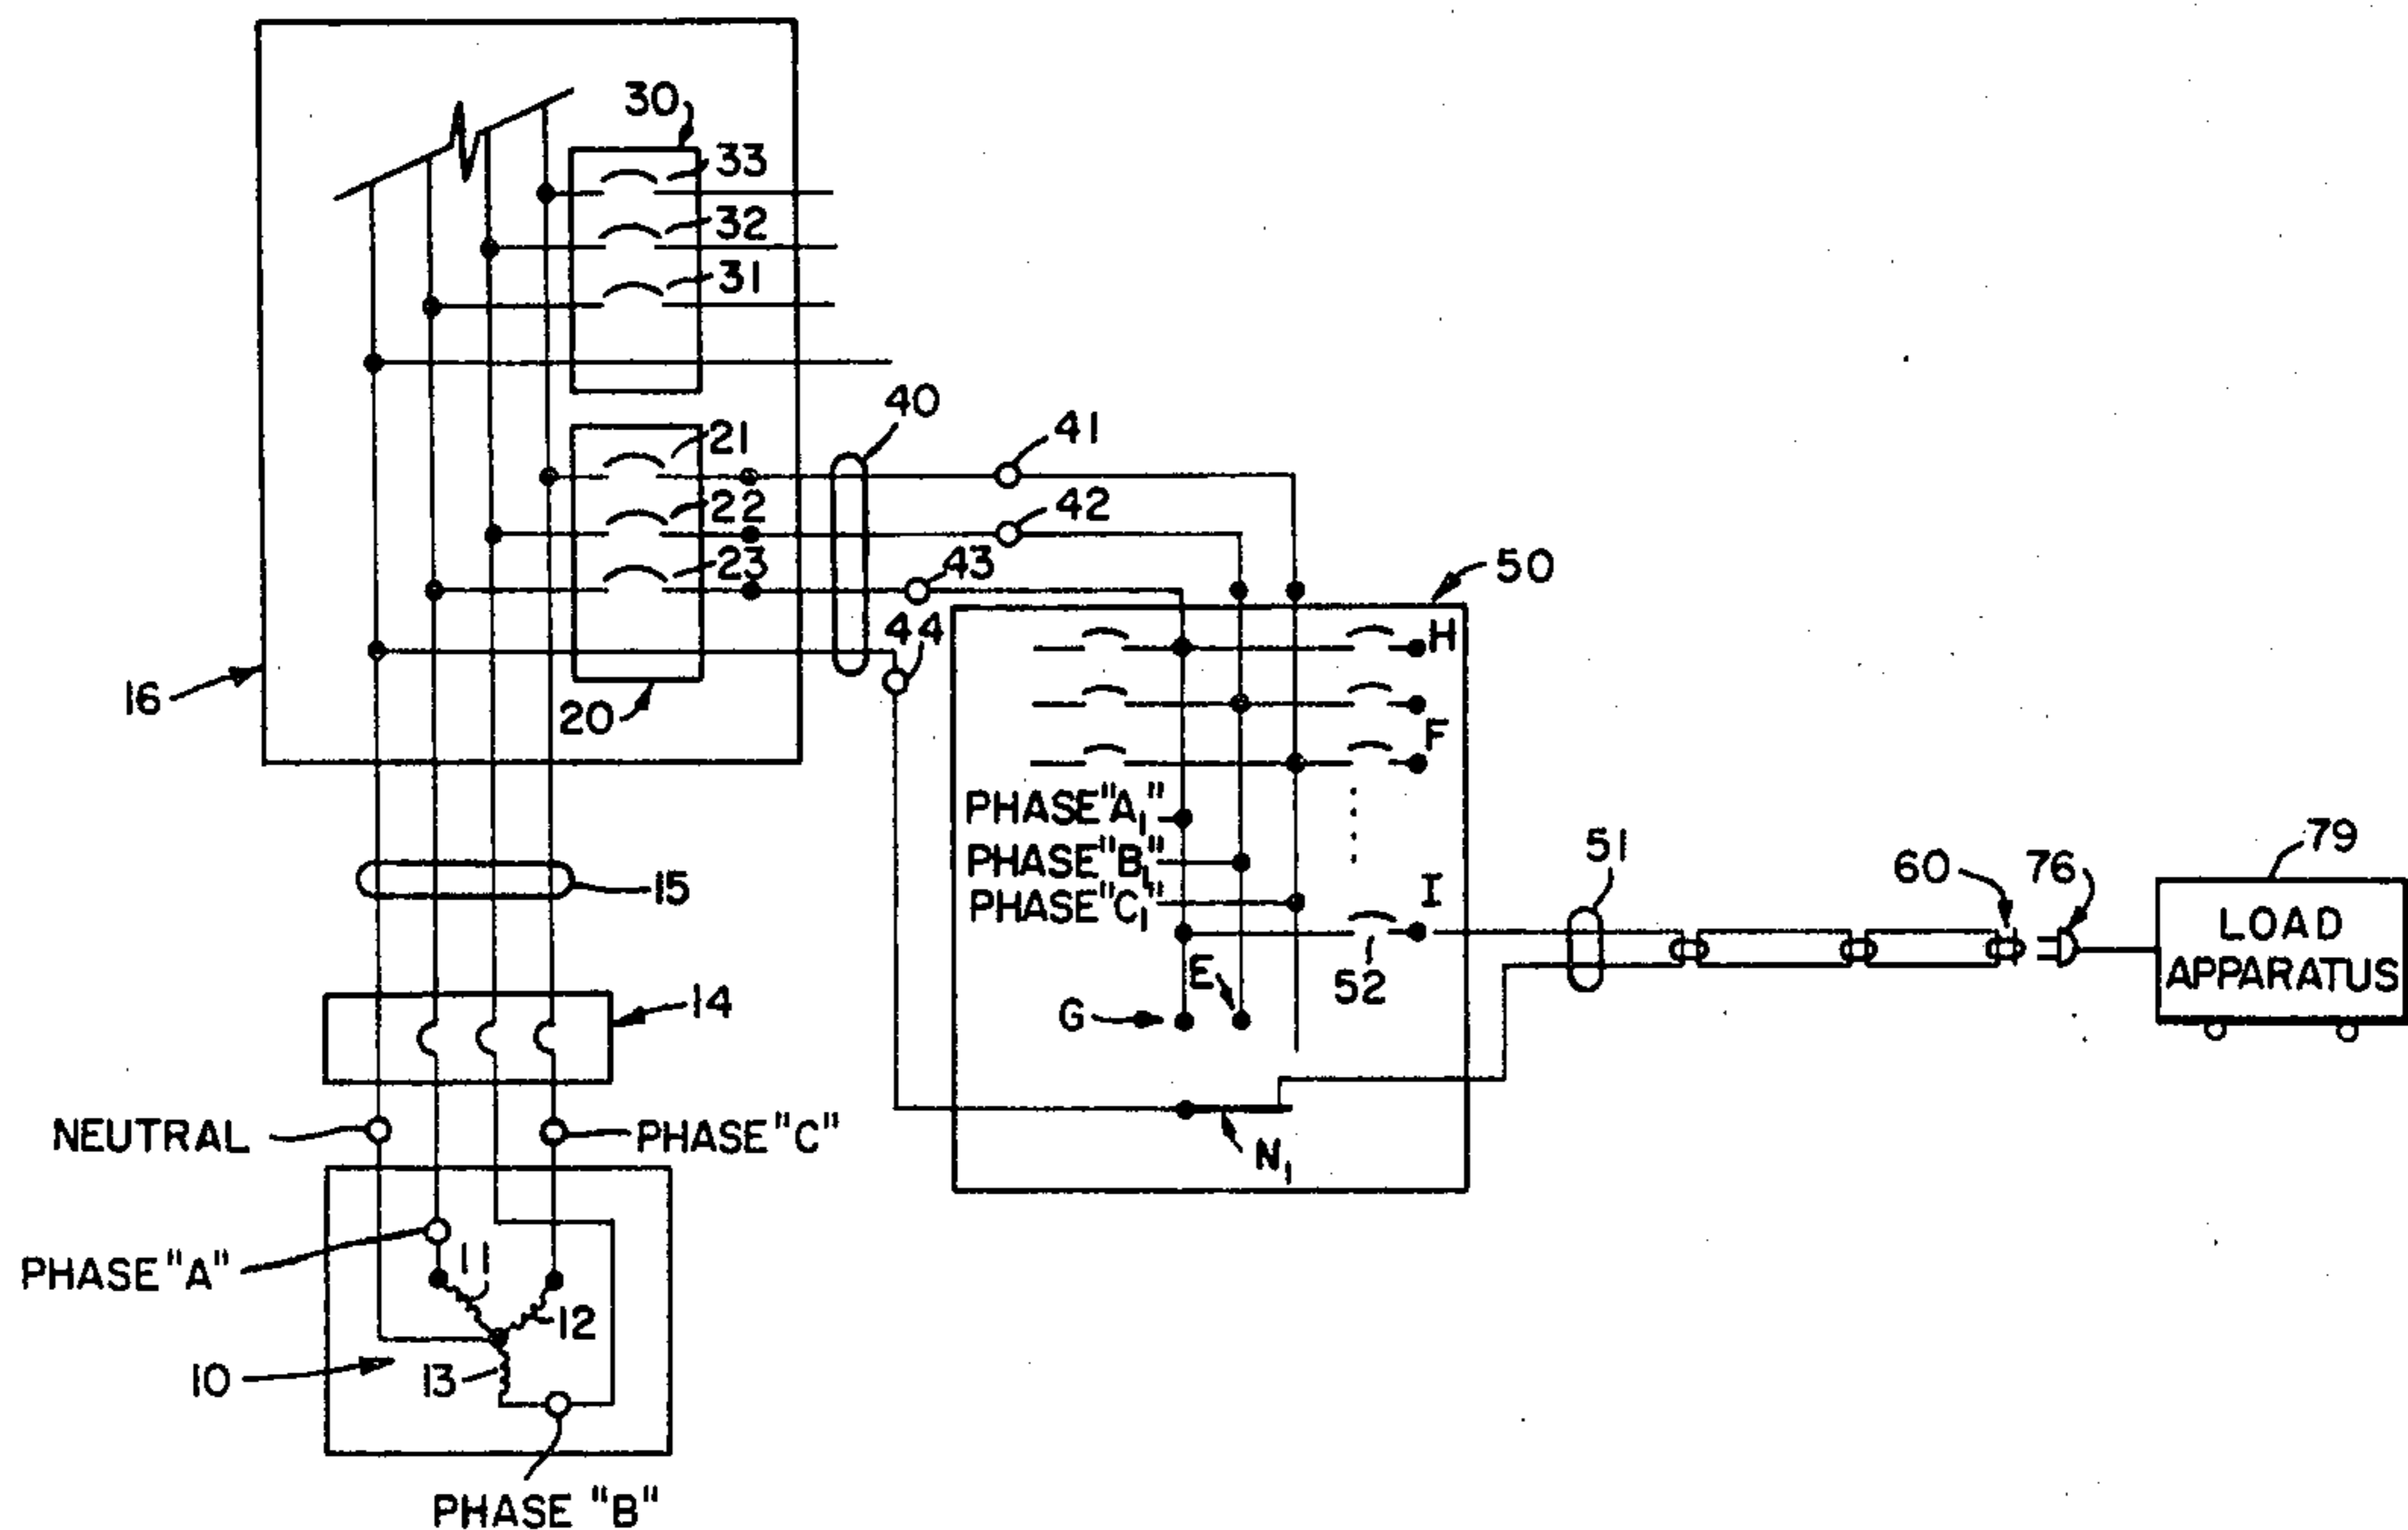 30
33
32
31
40
21
41
22
42
23
43
50
44
H
16
20
F
PHASE "A1"
PHASE "B1"
PHASE "C1"
51
79
60
76
15
I
LOAD
APPARATUS
52
E
G
14
NEUTRAL
PHASE "C"
N1
PHASE "A"
11
12
10
13
PHASE "B"